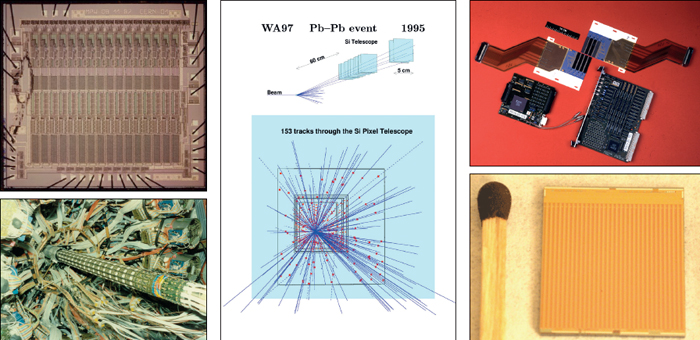 WA97 Pb–Pb event 1995
Si Telescope
60 cm
5 cm
Beam
153 tracks through the Si Pixel Telescope